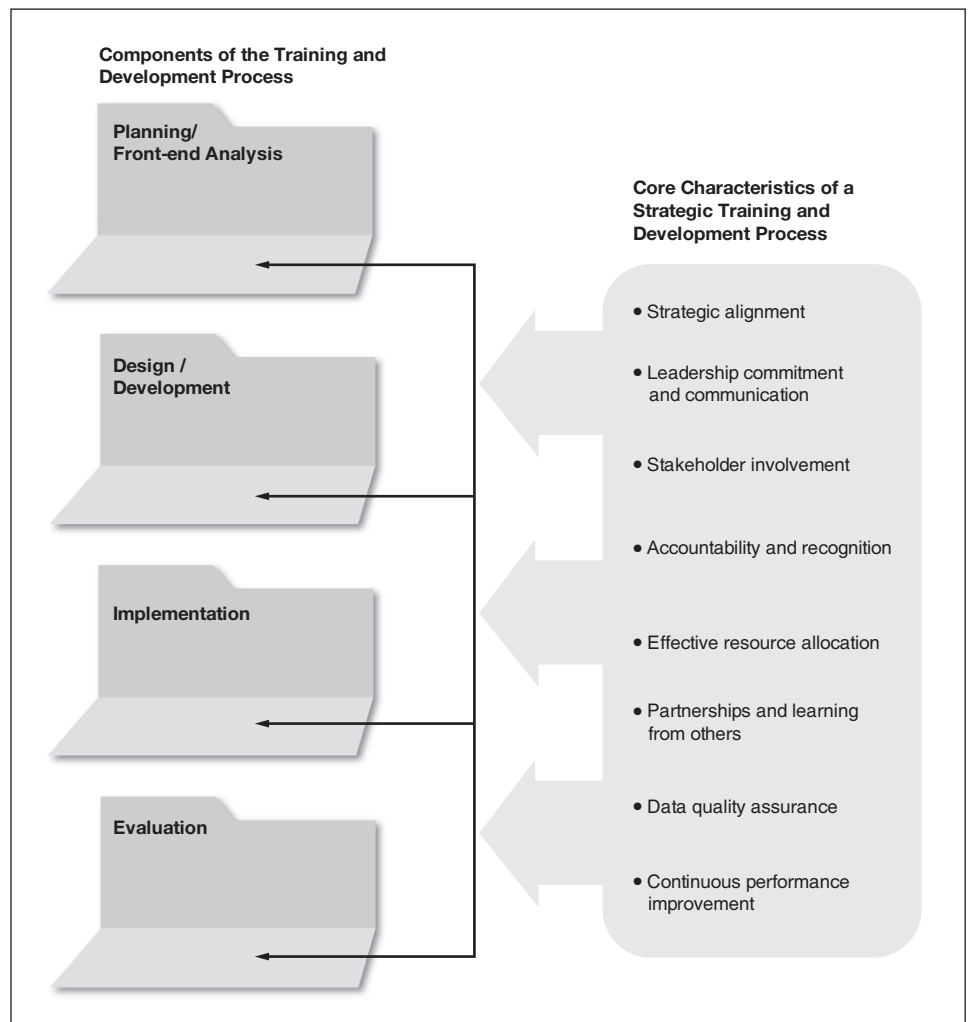 Components of the Training and
Development Process
Planning/
Front-end Analysis
Design /
Development
Implementation
Evaluation
Core Characteristics of a
Strategic Training and
Development Process
• Strategic alignment
• Leadership commitment
and communication
• Stakeholder involvement
• Accountability and recognition
• Effective resource allocation
• Partnerships and learning
from others
• Data quality assurance
• Continuous performance
improvement